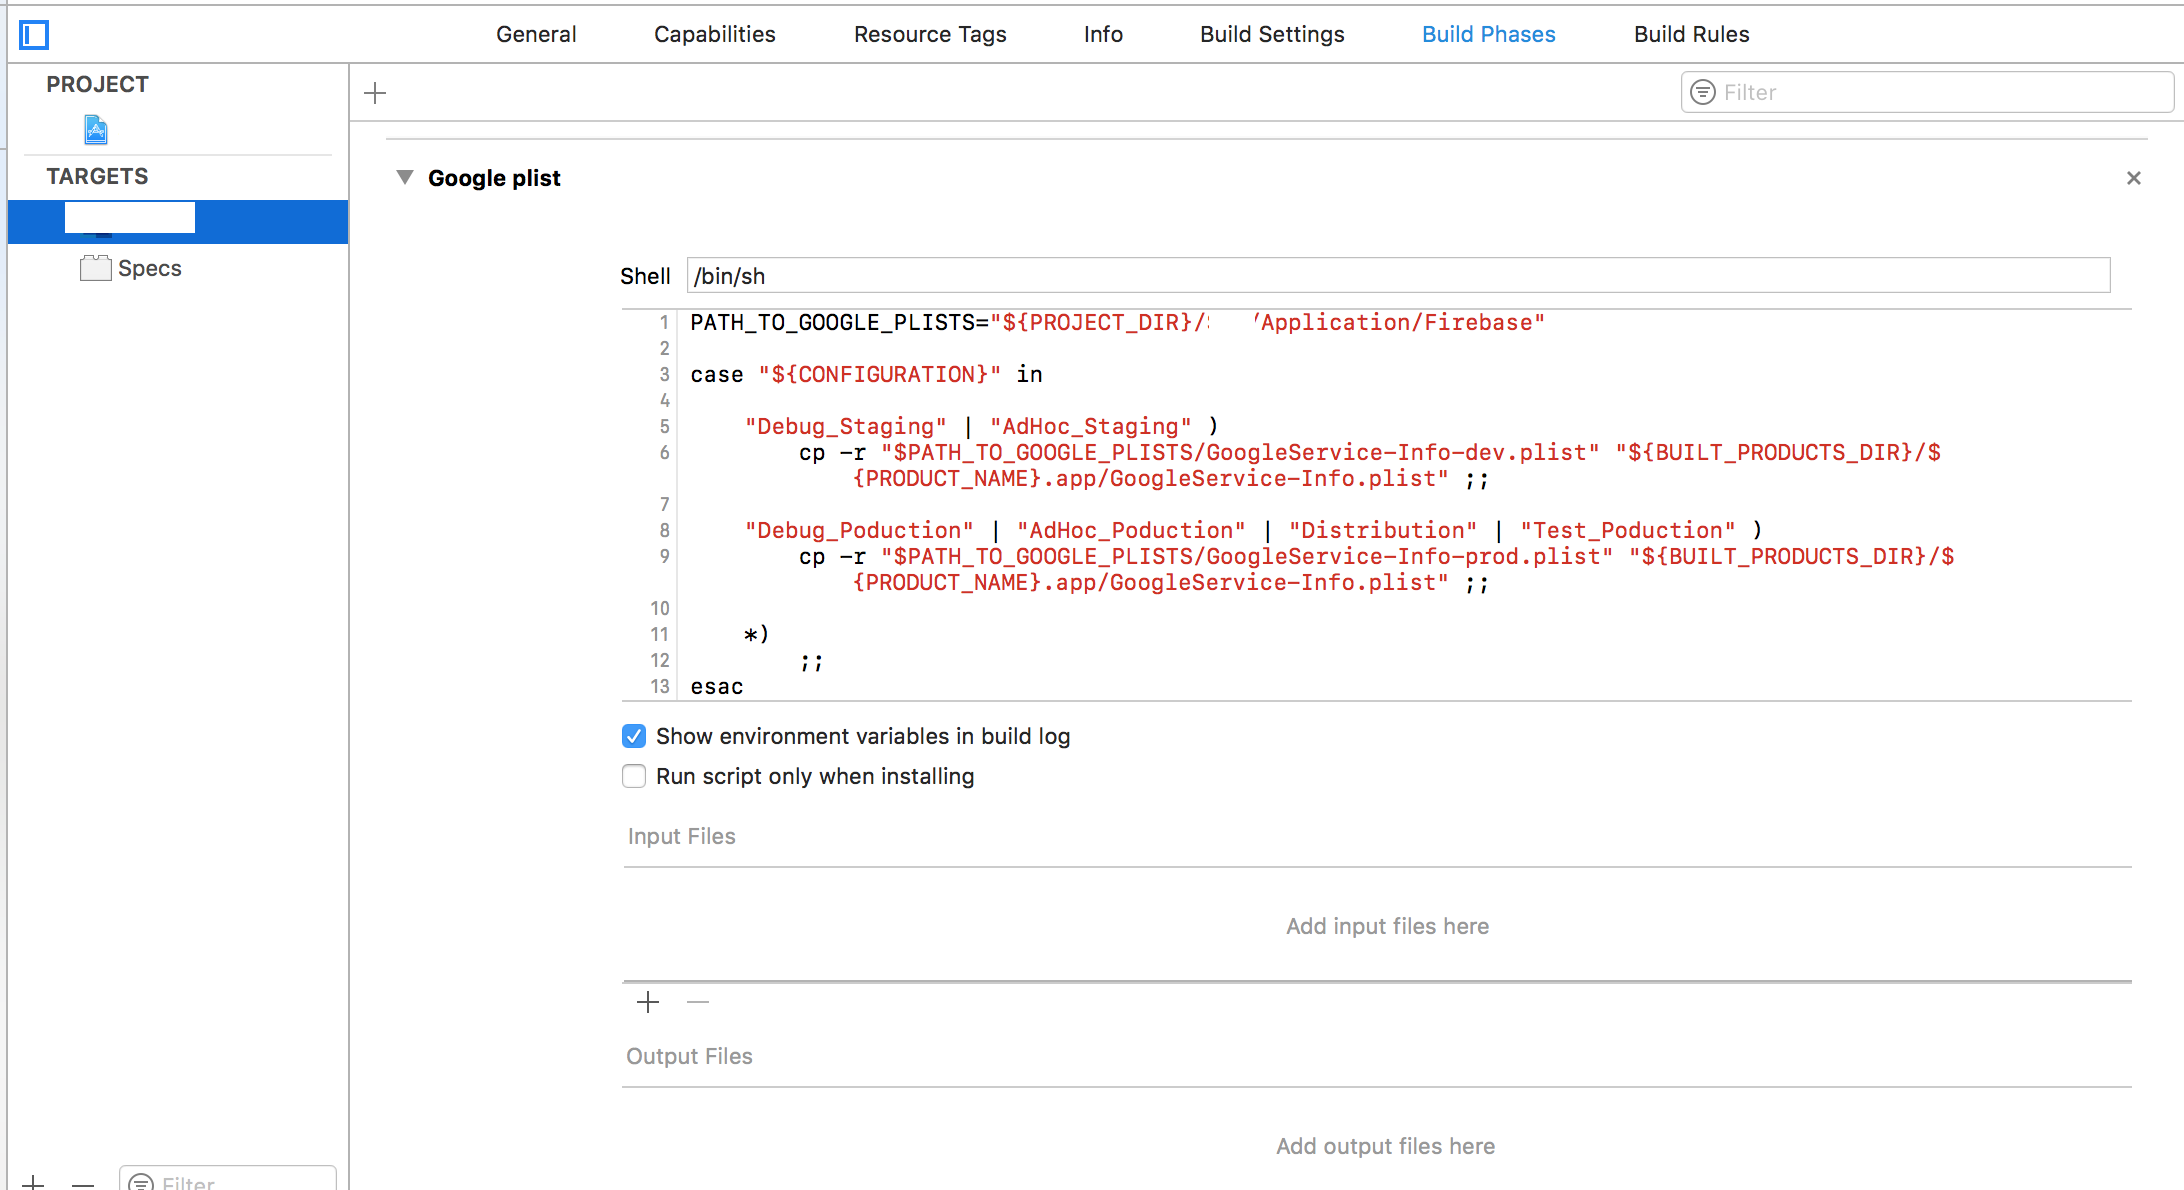 General Capabilities Resource Tags Info Build Settings Build Phases Build Rules
PROJECT
Filter
TARGETS
Specs
Google plist
Shell /bin/sh
1 PATH_TO_GOOGLE_PLISTS="${PROJECT_DIR}/ /Application/Firebase"
2
3 case "${CONFIGURATION}" in
4
5 "Debug_Staging" | "AdHoc_Staging" )
6 cp -r "$PATH_TO_GOOGLE_PLISTS/GoogleService-Info-dev.plist" "${BUILT_PRODUCTS_DIR}/$
{PRODUCT_NAME}.app/GoogleService-Info.plist" ;;
7
8 "Debug_Poduction" | "AdHoc_Poduction" | "Distribution" | "Test_Poduction" )
9 cp -r "$PATH_TO_GOOGLE_PLISTS/GoogleService-Info-prod.plist" "${BUILT_PRODUCTS_DIR}/$
{PRODUCT_NAME}.app/GoogleService-Info.plist" ;;
10
11 *)
12 ;;
13 esac
Show environment variables in build log
Run script only when installing
Input Files
Add input files here
Output Files
Add output files here
Filter